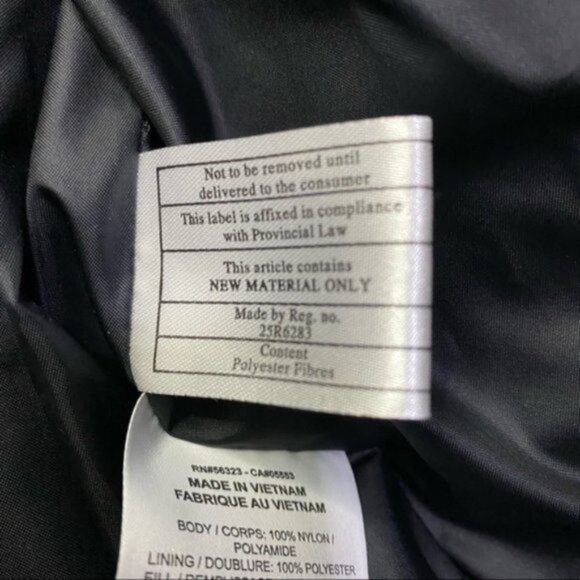 Not to be removed until
delivered to the consumer
This label is affixed in compliance
with Provincial Law
This article contains
NEW MATERIAL ONLY
Made by Reg. no.
25R6283
Content
Polyester Fibres
RN#56323 - CA#05553
MADE IN VIETNAM
FABRIQUE AU VIETNAM
BODY / CORPS: 100% NYLON /
POLYAMIDE
LINING / DOUBLURE: 100% POLYESTER